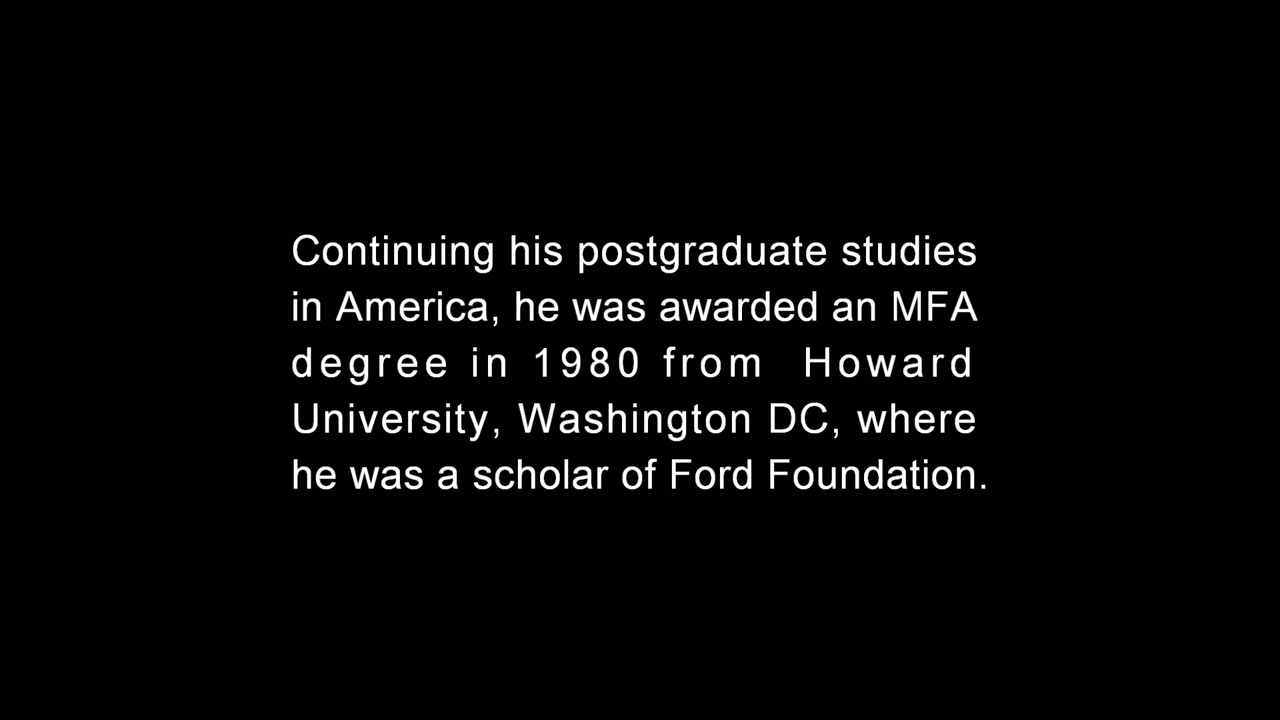 Continuing his postgraduate studies
in America, he was awarded an MFA
degree in 1980 from Howard
University, Washington DC, where
he was a scholar of Ford Foundation.